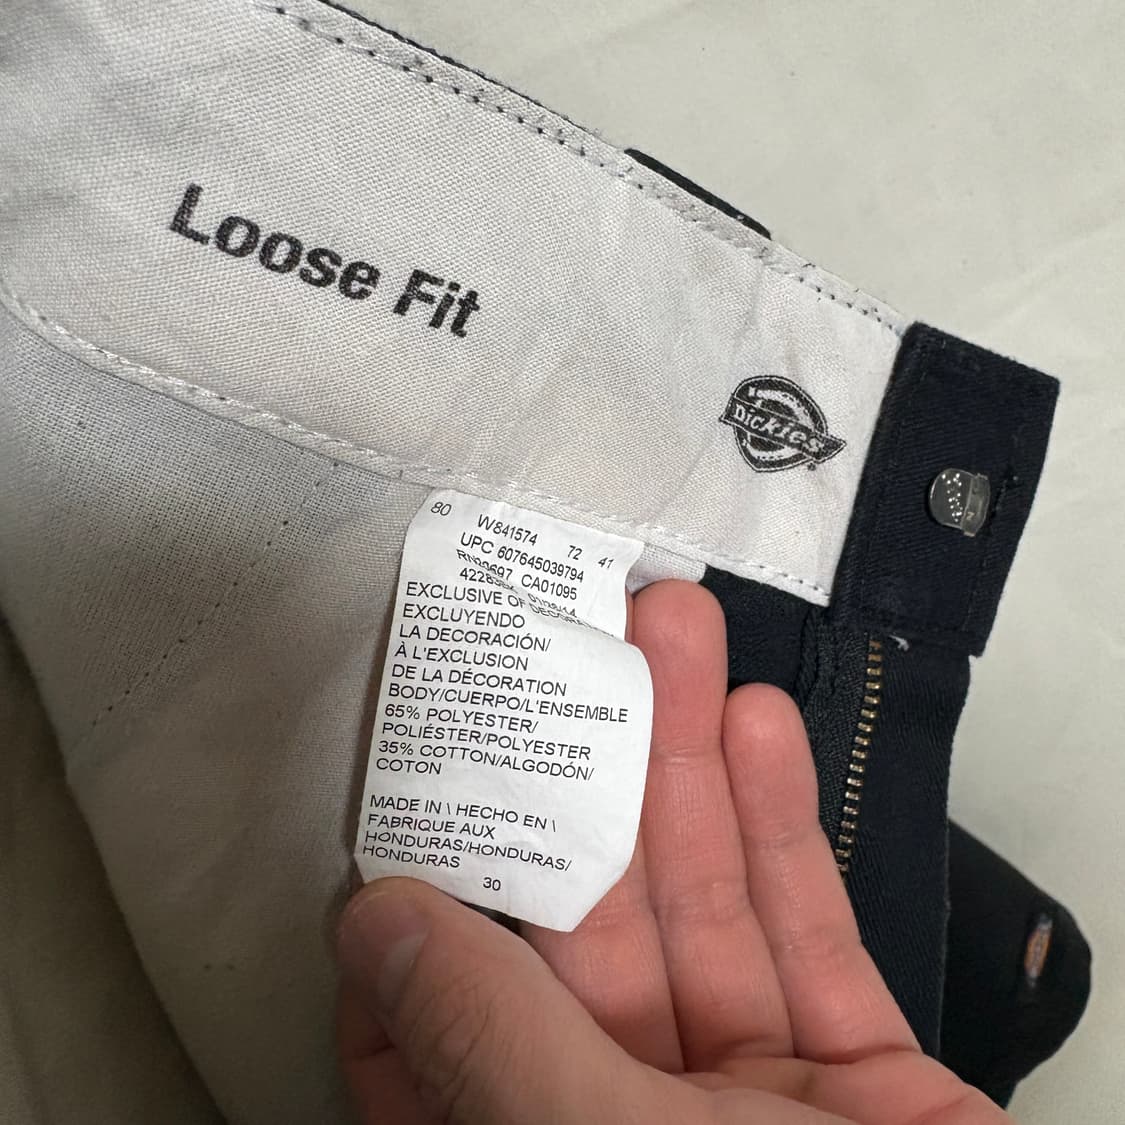 Loose Fit
Dickies
80 W841574 72 41
UPC 607645039794
CA01095
EXCLUSIVE OF
EXCLUYENDO
LA DECORACIÓN/
À L'EXCLUSION
DE LA DÉCORATION
BODY/CUERPO/L'ENSEMBLE
65% POLYESTER/
POLIÉSTER/POLYESTER
35% COTTON/ALGODÓN/
COTON
MADE IN \ HECHO EN \
FABRIQUE AUX
HONDURAS/HONDURAS/
HONDURAS
30